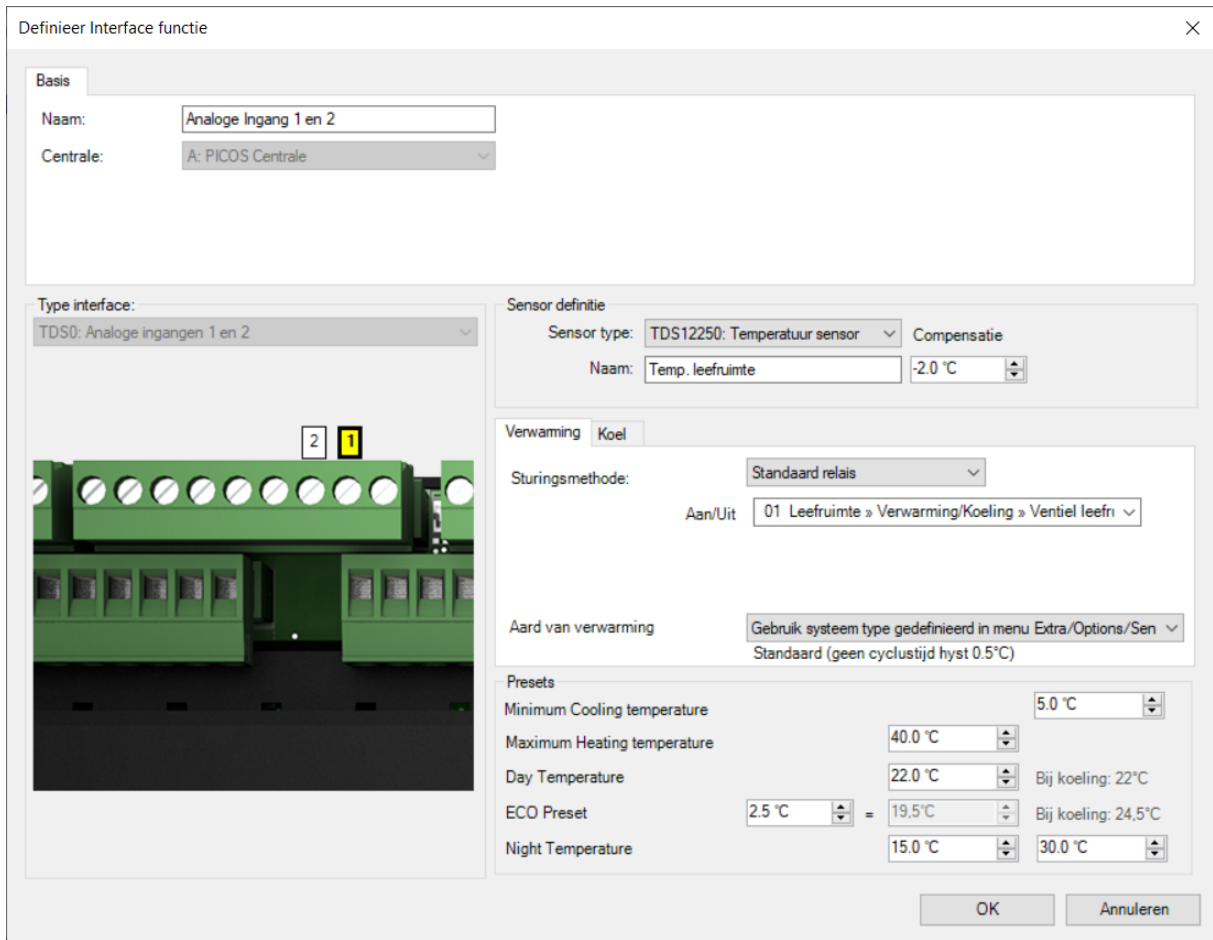 Definieer Interface functie
Basis
Naam: Analoge Ingang 1 en 2
Centrale: A: PICOS Centrale
Type interface:
TDS0: Analoge ingangen 1 en 2
2 1
Sensor definitie
Sensor type: TDS12250: Temperatuur sensor Compensatie
Naam: Temp. leefruimte -2.0 °C
Verwarming Koel
Sturingsmethode: Standaard relais
Aan/Uit 01 Leefruimte » Verwarming/Koeling » Ventiel leefri
Aard van verwarming Gebruik systeem type gedefinieerd in menu Extra/Options/Sen
Standaard (geen cyclustijd hyst 0.5°C)
Presets
Minimum Cooling temperature 5.0 °C
Maximum Heating temperature 40.0 °C
Day Temperature 22.0 °C Bij koeling: 22°C
ECO Preset 2.5 °C = 19,5°C Bij koeling: 24,5°C
Night Temperature 15.0 °C 30.0 °C
OK Annuleren